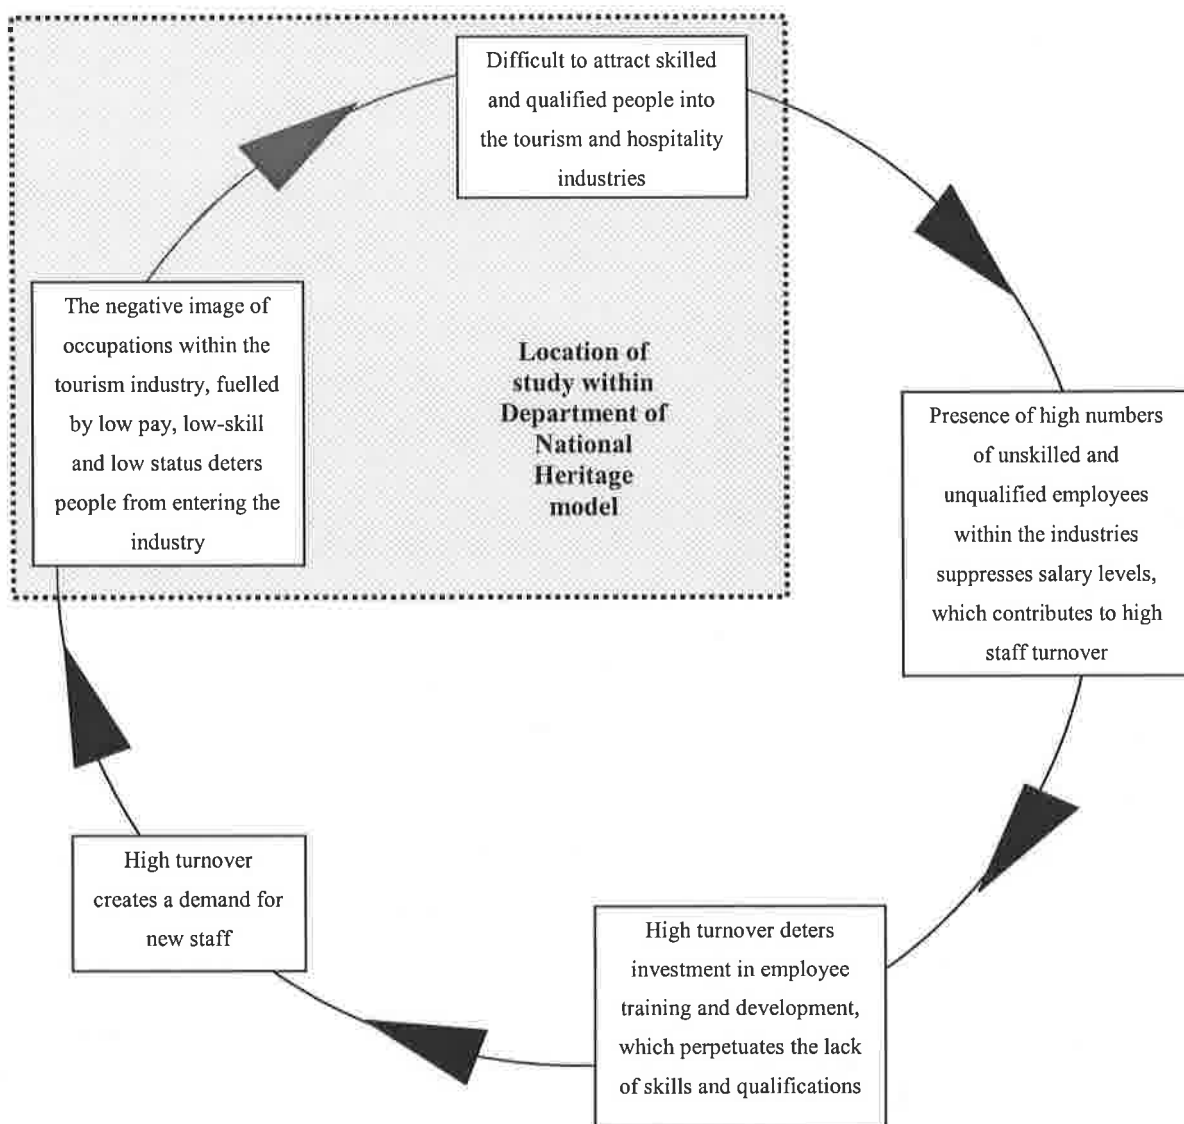 Difficult to attract skilled
and qualified people into
the tourism and hospitality
industries
The negative image of
occupations within the
tourism industry, fuelled
by low pay, low-skill
and low status deters
people from entering the
industry
Location of
study within
Department of
National
Heritage
model
Presence of high numbers
of unskilled and
unqualified employees
within the industries
suppresses salary levels,
which contributes to high
staff turnover
High turnover
creates a demand for
new staff
High turnover deters
investment in employee
training and development,
which perpetuates the lack
of skills and qualifications